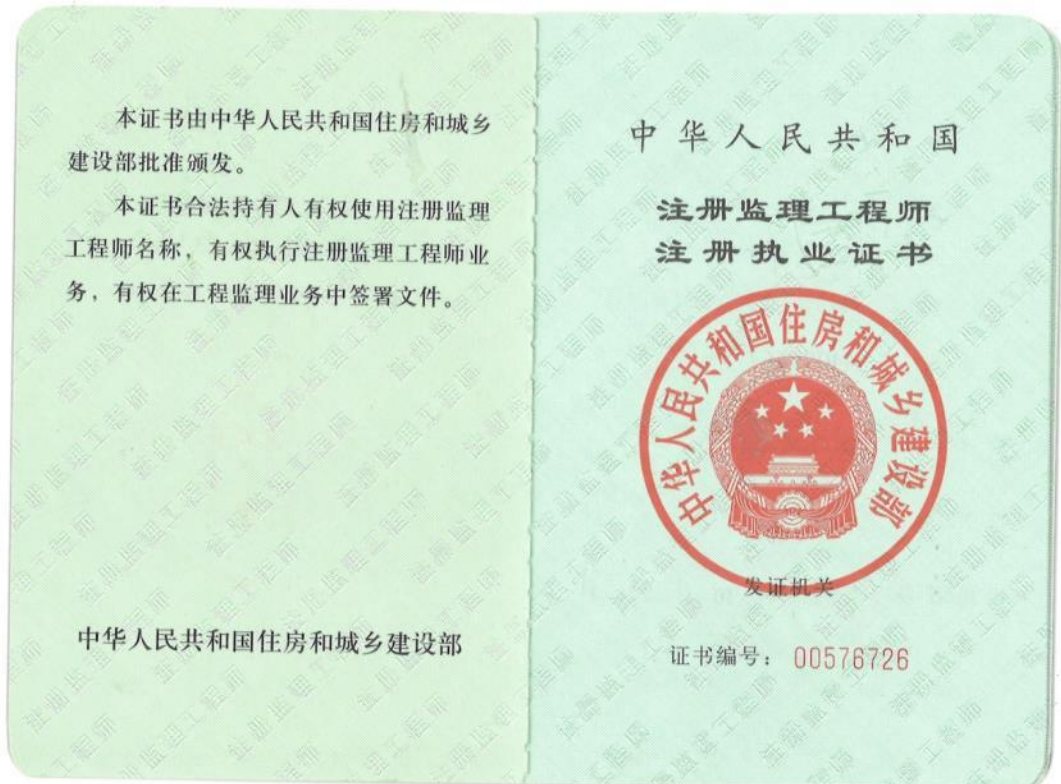 本证书由中华人民共和国住房和城乡
建设部批准颁发。
本证书合法持有人有权使用注册监理
工程师名称，有权执行注册监理工程师业
务，有权在工程监理业务中签署文件。
中华人民共和国住房和城乡建设部
中华人民共和国
注册监理工程师
注册执业证书
中华人民共和国住房和城乡建设部
发证机关
证书编号：00576726